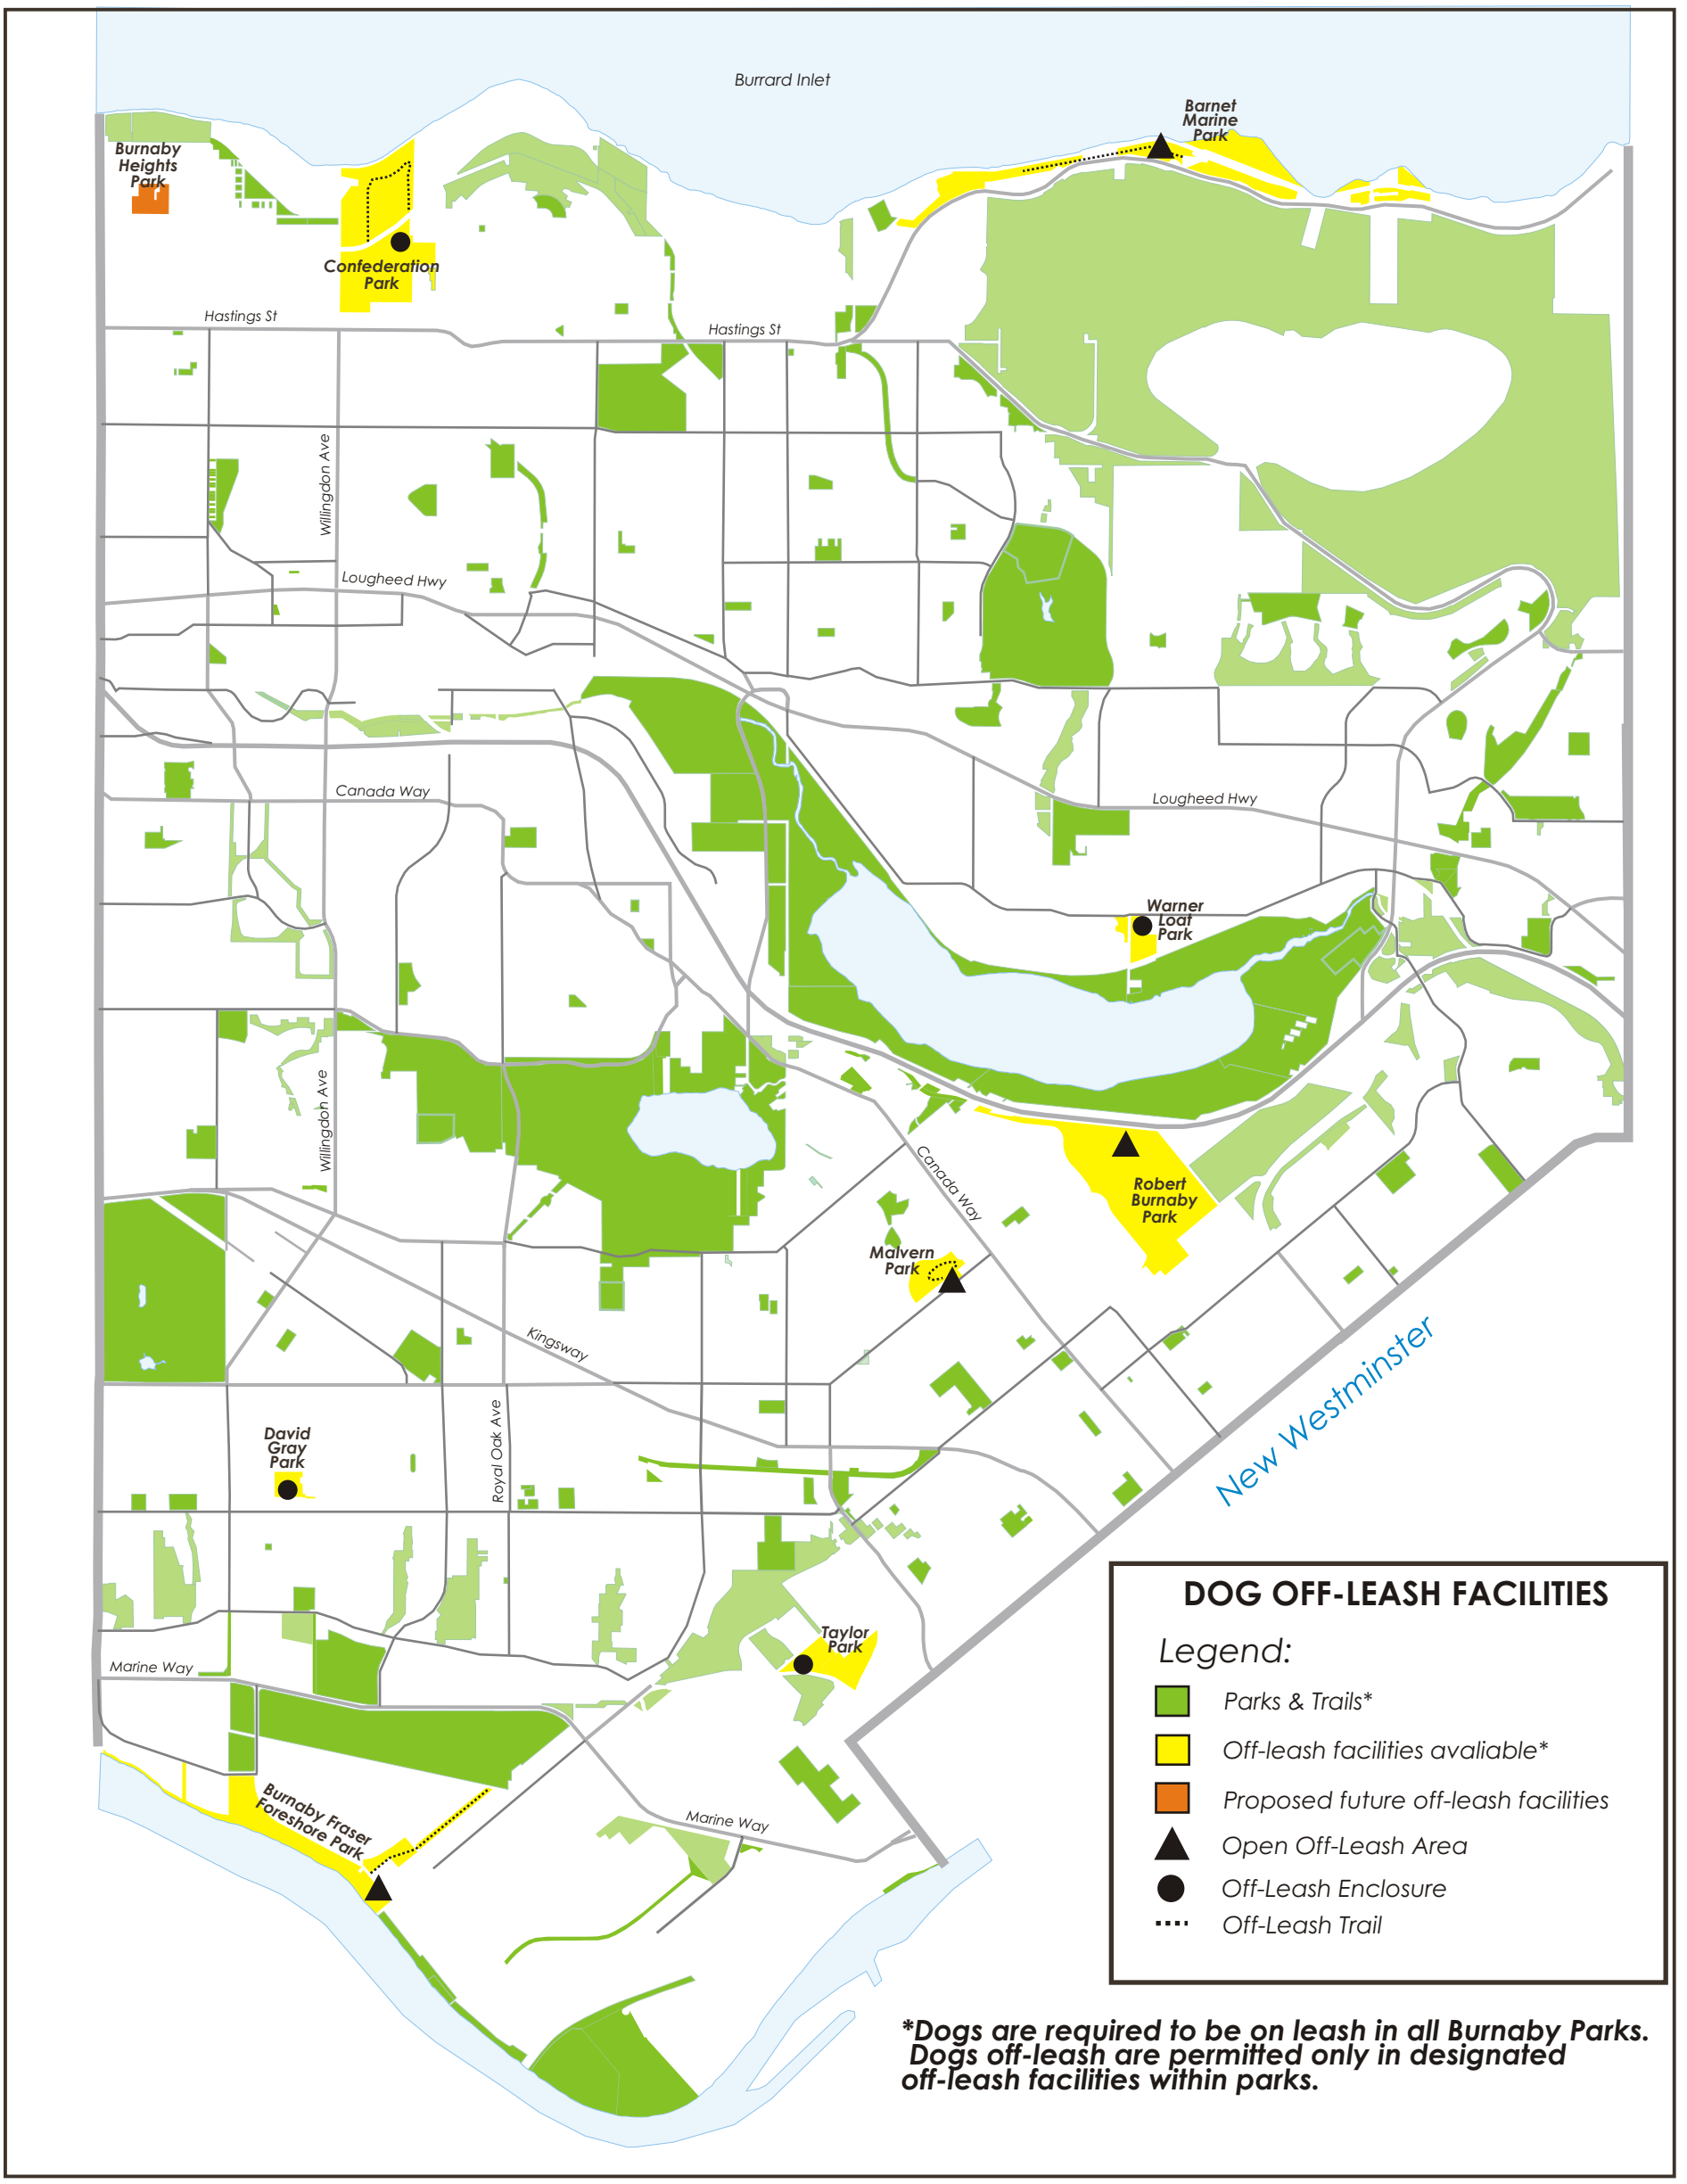 Burrard Inlet
Barnet
Marine
Park
Burnaby
Heights
Park
Confederation
Park
Hastings St
Hastings St
Willingdon Ave
Lougheed Hwy
Canada Way
Lougheed Hwy
Warner
Loat
Park
Willingdon Ave
Canada Way
Robert
Burnaby
Park
Malvern
Park
Kingsway
New Westminster
Royal Oak Ave
David
Gray
Park
Taylor
Park
Marine Way
Burnaby Fraser
Foreshore Park
Marine Way
DOG OFF-LEASH FACILITIES
Legend:
Parks & Trails*
Off-leash facilities avaliable*
Proposed future off-leash facilities
Open Off-Leash Area
Off-Leash Enclosure
Off-Leash Trail
*Dogs are required to be on leash in all Burnaby Parks.
Dogs off-leash are permitted only in designated
off-leash facilities within parks.